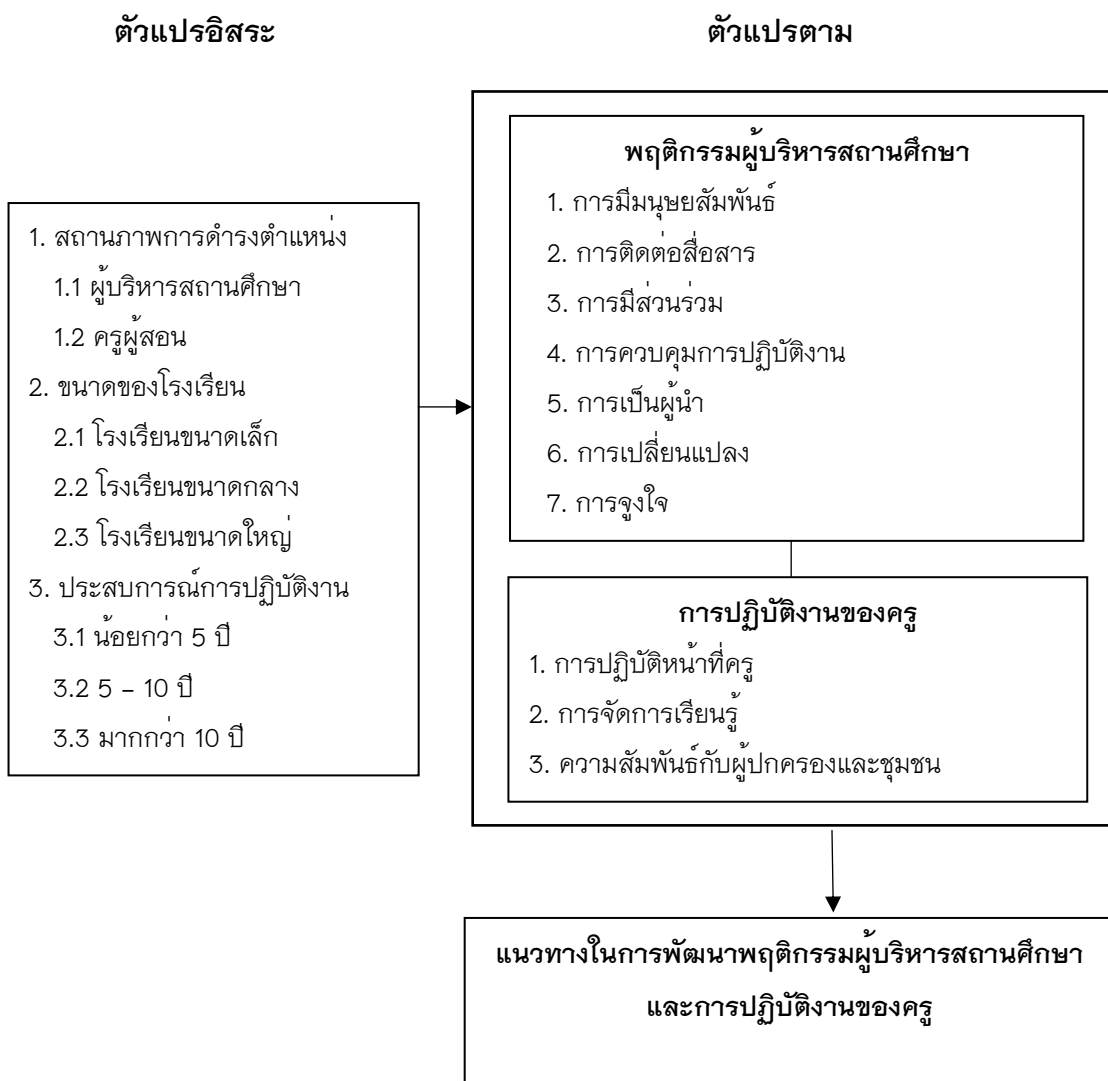 ตัวแปรอิสระ
ตัวแปรตาม
1. สถานภาพการดำรงตำแหน่ง
1.1 ผู้บริหารสถานศึกษา
1.2 ครูผู้สอน
2. ขนาดของโรงเรียน
2.1 โรงเรียนขนาดเล็ก
2.2 โรงเรียนขนาดกลาง
2.3 โรงเรียนขนาดใหญ่
3. ประสบการณ์การปฏิบัติงาน
3.1 น้อยกว่า 5 ปี
3.2 5 – 10 ปี
3.3 มากกว่า 10 ปี
พฤติกรรมผู้บริหารสถานศึกษา
1. การมีมนุษยสัมพันธ์
2. การติดต่อสื่อสาร
3. การมีส่วนร่วม
4. การควบคุมการปฏิบัติงาน
5. การเป็นผู้นำ
6. การเปลี่ยนแปลง
7. การจูงใจ
การปฏิบัติงานของครู
1. การปฏิบัติหน้าที่ครู
2. การจัดการเรียนรู้
3. ความสัมพันธ์กับผู้ปกครองและชุมชน
แนวทางในการพัฒนาพฤติกรรมผู้บริหารสถานศึกษา
และการปฏิบัติงานของครู